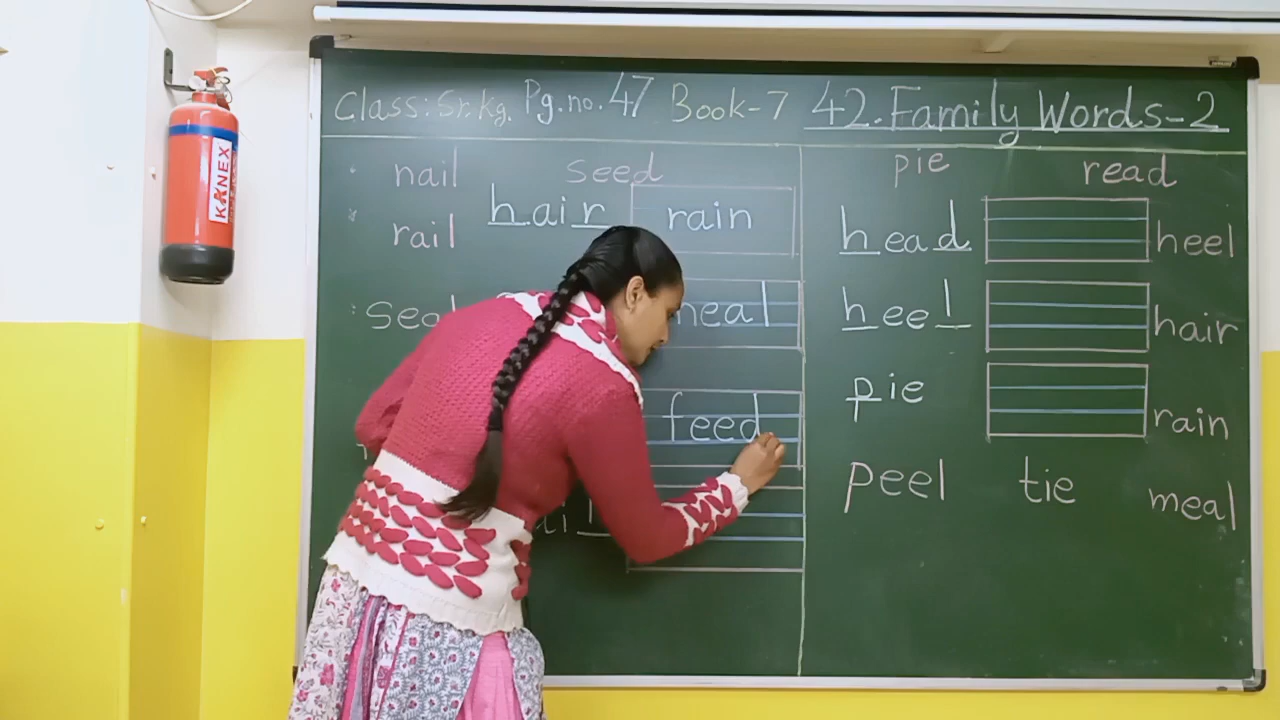 Class: Sr. Kg. Pg. no. 47 Book-7 42. Family Words-2
nail seed pie read
rail hair rain head heel
meal heel hair
feed pie rain
peel tie meal
KANEX